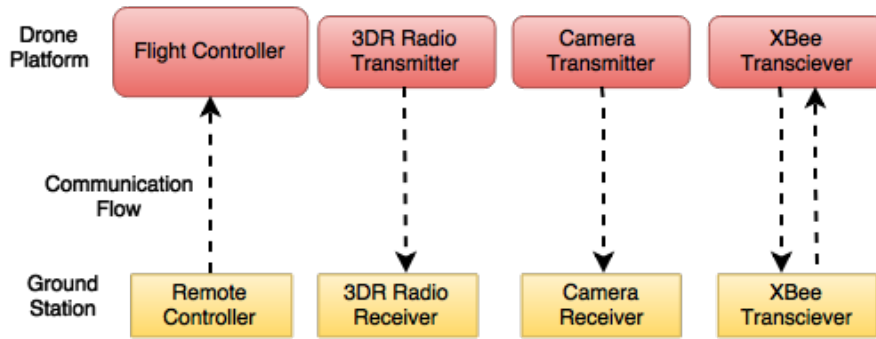 Drone
Platform
Flight Controller
3DR Radio
Transmitter
Camera
Transmitter
XBee
Transciever
Communication
Flow
Ground
Station
Remote
Controller
3DR Radio
Receiver
Camera
Receiver
XBee
Transciever